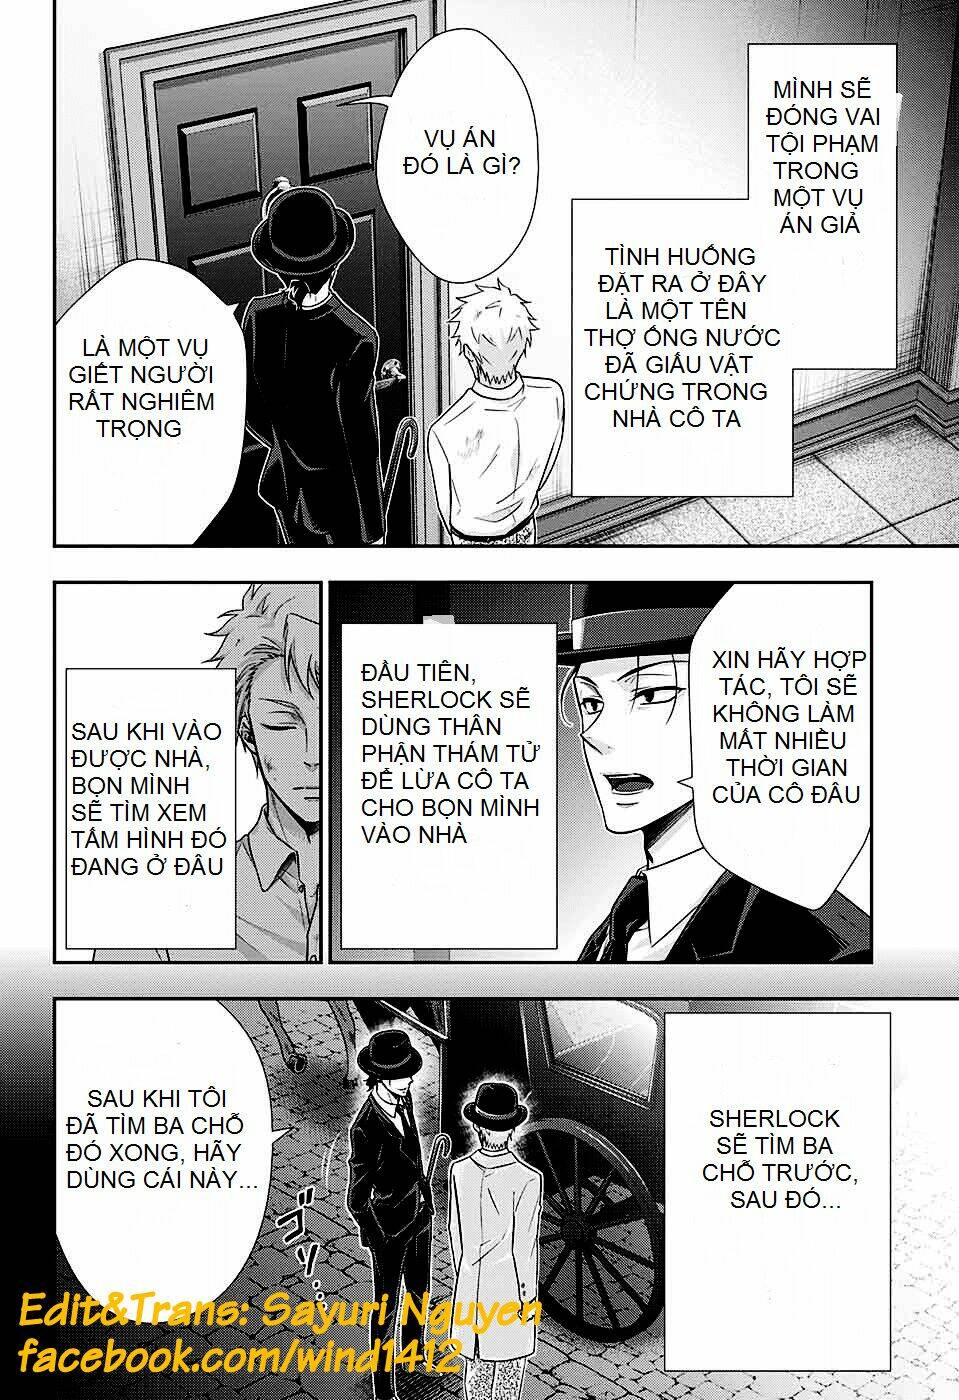 MÌNH SẼ
ĐÓNG VAI
TỘI PHẠM
TRONG
MỘT VỤ
ÁN GIẢ
TÌNH HUỐNG
ĐẶT RA Ở ĐÂY
LÀ MỘT TÊN
THỢ ỐNG NƯỚC
ĐÃ GIẤU VẬT
CHỨNG TRONG
NHÀ CÔ TA
VỤ ÁN
ĐÓ LÀ GÌ?
LÀ MỘT VỤ
GIẾT NGƯỜI
RẤT NGHIÊM
TRỌNG
XIN HÃY HỢP
TÁC, TÔI SẼ
KHÔNG LÀM
MẤT NHIỀU
THỜI GIAN
CỦA CÔ ĐÂU
ĐẦU TIÊN,
SHERLOCK SẼ
DÙNG THÂN
PHẬN THÁM TỬ
ĐỂ LỪA CÔ TA
CHO BỌN MÌNH
VÀO NHÀ
SAU KHI VÀO
ĐƯỢC NHÀ,
BỌN MÌNH
SẼ TÌM XEM
TẤM HÌNH ĐÓ
ĐANG Ở ĐÂU
SHERLOCK
SẼ TÌM BA
CHỖ TRƯỚC,
SAU ĐÓ...
SAU KHI TÔI
ĐÃ TÌM BA CHỖ
ĐÓ XONG, HÃY
DÙNG CÁI NÀY...
ゴソ...
Edit&Trans: Sayuri Nguyen
facebook.com/wind1412